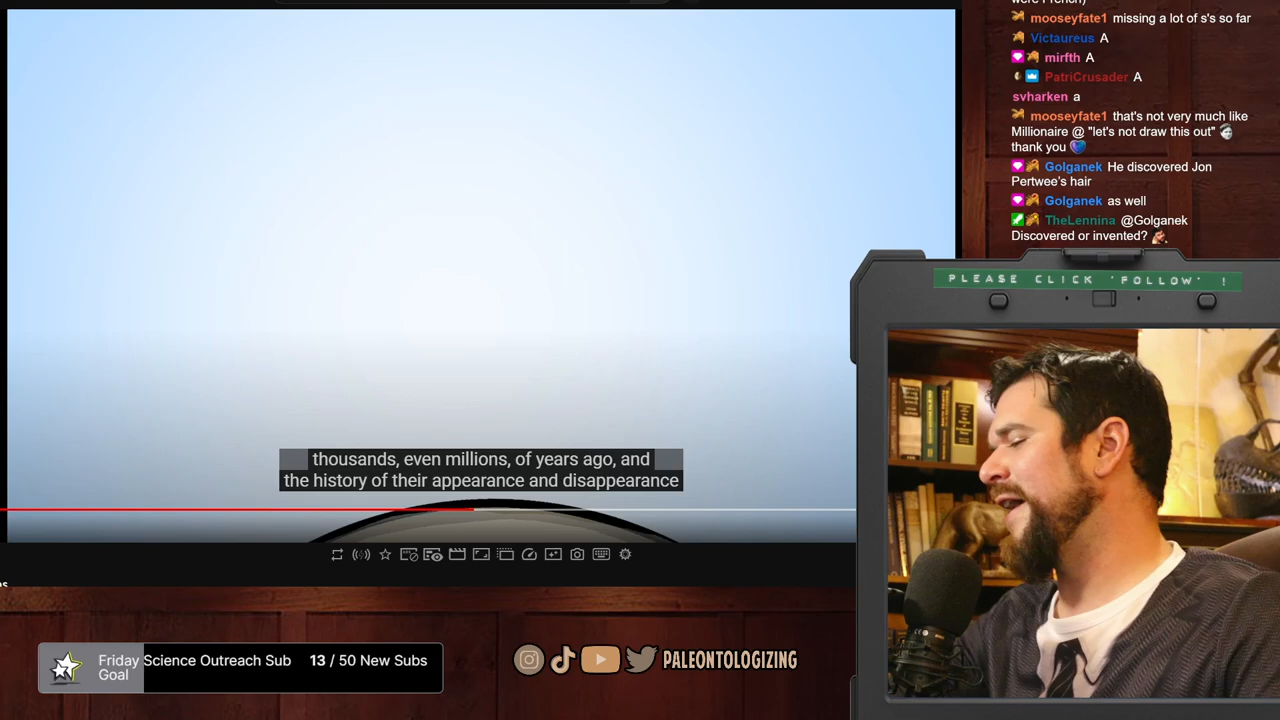 were French)
mooseyfate1 missing a lot of s's so far
Victaureus A
mirfth A
PatriCrusader A
svharken a
mooseyfate1 that's not very much like
Millionaire @ "let's not draw this out"
thank you
Golganek He discovered Jon
Pertwee's hair
Golganek as well
TheLennina @Golganek
Discovered or invented?
PLEASE CLICK 'FOLLOW' !
thousands, even millions, of years ago, and
the history of their appearance and disappearance
Friday Science Outreach Sub 13 / 50 New Subs
Goal
PALEONTOLOGIZING